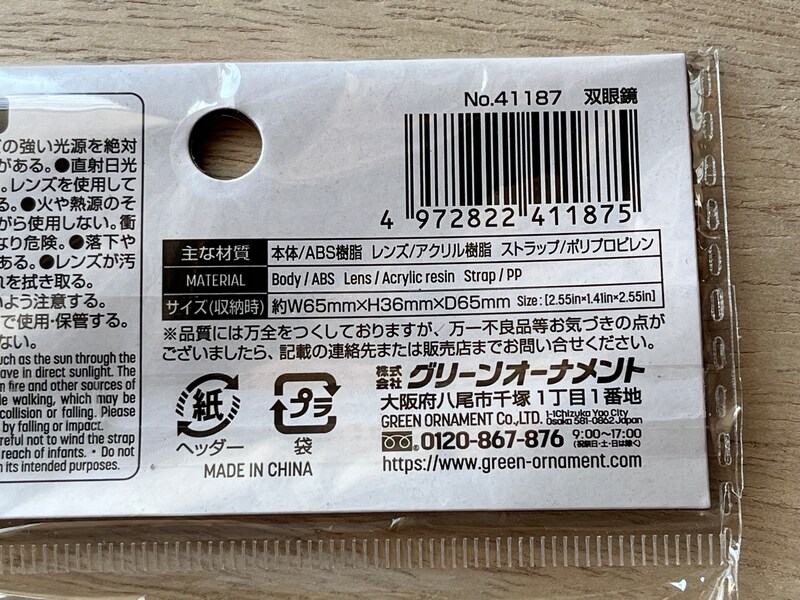 の強い光源を絶対
がある。●直射日光
。レンズを使用して
る。●火や熱源のそ
がら使用しない。衝
なり危険。●落下や
ある。●レンズが汚
れを拭き取る。
いよう注意する。
で使用・保管する。
ない。
uch as the sun through the
ave in direct sunlight. The
n fire and other sources of
le walking, which may be
collision or falling. Please
by falling or impact.
areful not to wind the strap
reach of infants. • Do not
n its intended purposes.
No.41187 双眼鏡
4 972822 411875
主な材質 本体/ABS樹脂 レンズ/アクリル樹脂 ストラップ/ポリプロピレン
MATERIAL Body / ABS Lens / Acrylic resin Strap / PP
サイズ(収納時) 約W65mm×H36mm×D65mm Size : [2.55in×1.41in×2.55in]
※品質には万全をつくしておりますが、万一不良品等お気づきの点が
ございましたら、記載の連絡先または販売店までお問い合せください。
紙
ヘッダー
プラ
袋
MADE IN CHINA
株式会社 グリーンオーナメント
大阪府八尾市千塚1丁目1番地
GREEN ORNAMENT Co.,LTD. 1-1Chizuka Yao City Osaka 581-0862 Japan
0120-867-876 9:00~17:00 (祝祭日・土・日は除く)
https://www.green-ornament.com